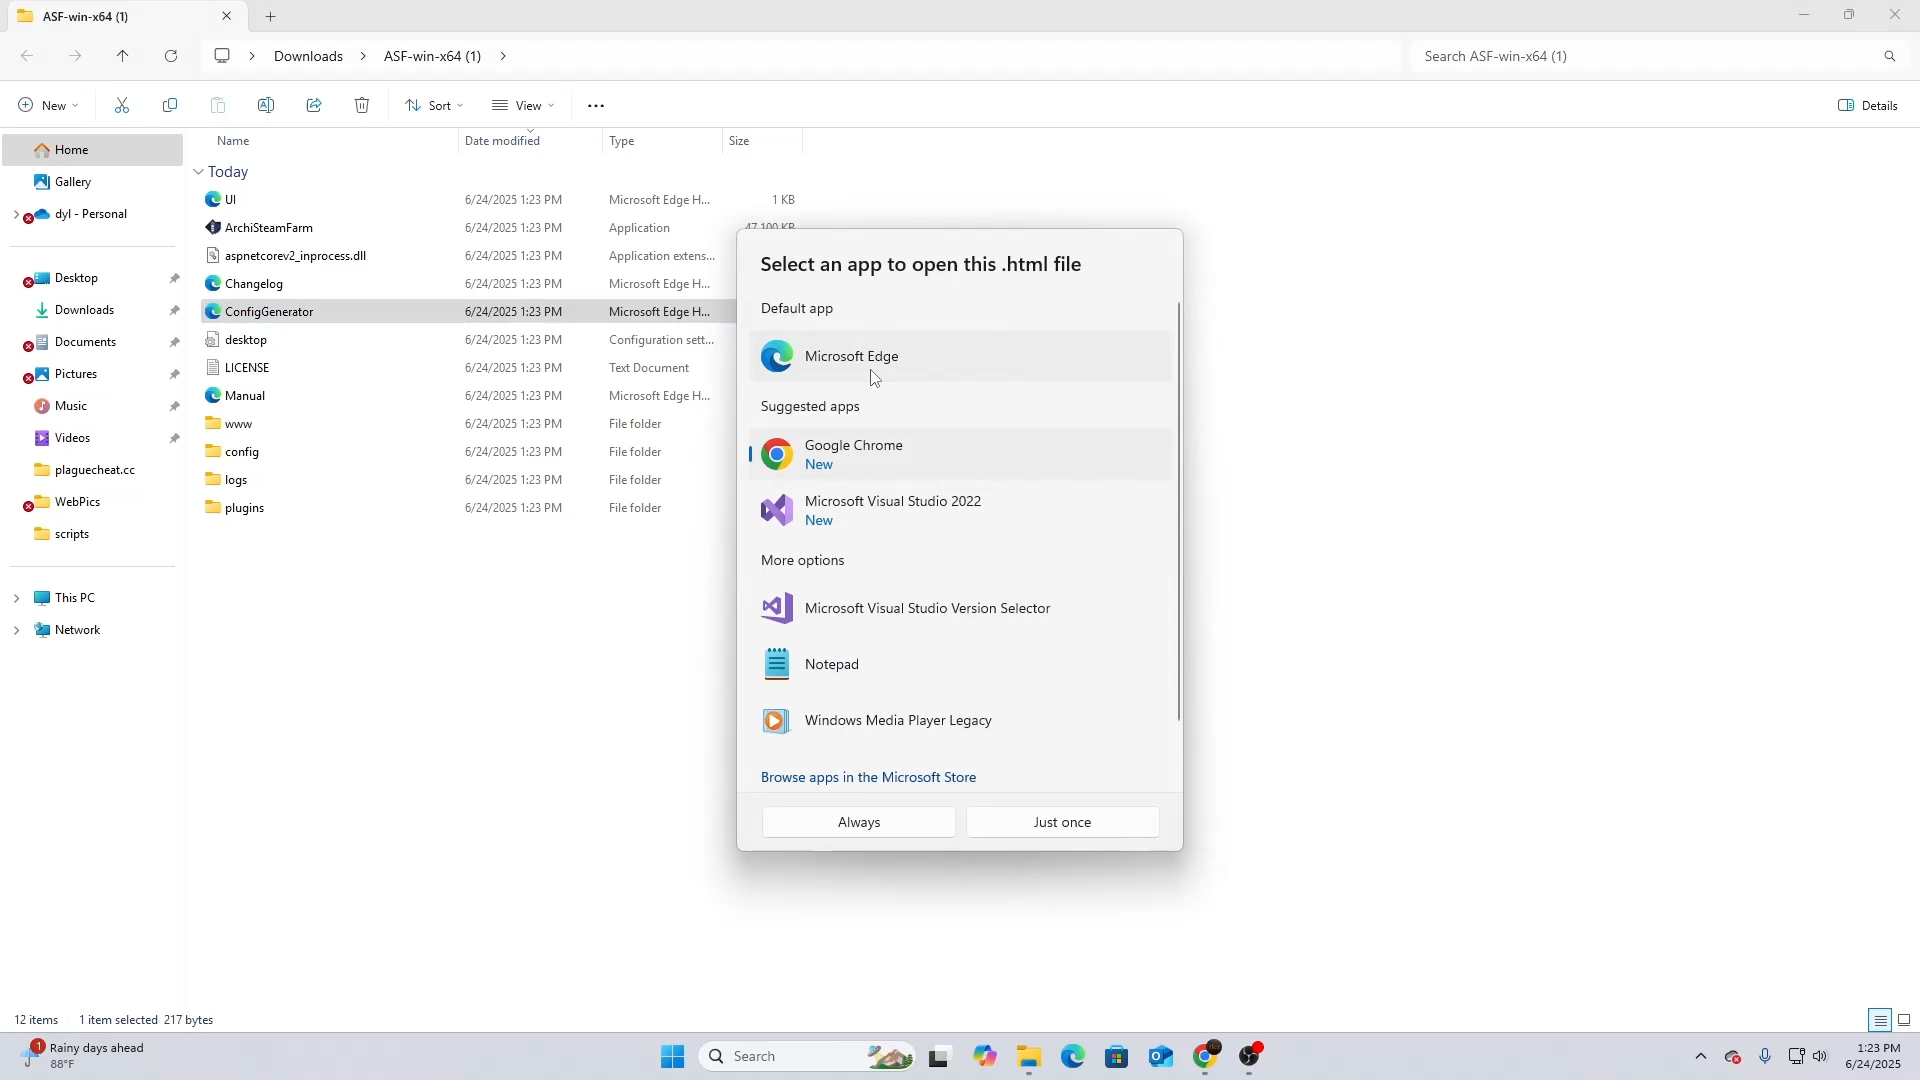 ASF-win-x64 (1)
Downloads
ASF-win-x64 (1)
Search ASF-win-x64 (1)
New
Sort
View
Details
Name
Date modified
Type
Size
Home
Gallery
dyl - Personal
Desktop
Downloads
Documents
Pictures
Music
Videos
plaguecheat.cc
WebPics
scripts
This PC
Network
Today
UI 6/24/2025 1:23 PM Microsoft Edge H... 1 KB
ArchiSteamFarm 6/24/2025 1:23 PM Application 47,100 KB
aspnetcorev2_inprocess.dll 6/24/2025 1:23 PM Application extens...
Changelog 6/24/2025 1:23 PM Microsoft Edge H...
ConfigGenerator 6/24/2025 1:23 PM Microsoft Edge H...
desktop 6/24/2025 1:23 PM Configuration sett...
LICENSE 6/24/2025 1:23 PM Text Document
Manual 6/24/2025 1:23 PM Microsoft Edge H...
www 6/24/2025 1:23 PM File folder
config 6/24/2025 1:23 PM File folder
logs 6/24/2025 1:23 PM File folder
plugins 6/24/2025 1:23 PM File folder
Select an app to open this .html file
Default app
Microsoft Edge
Suggested apps
Google Chrome
New
Microsoft Visual Studio 2022
New
More options
Microsoft Visual Studio Version Selector
Notepad
Windows Media Player Legacy
Browse apps in the Microsoft Store
Always
Just once
12 items 1 item selected 217 bytes
1
Rainy days ahead
88°F
Search
1:23 PM
6/24/2025